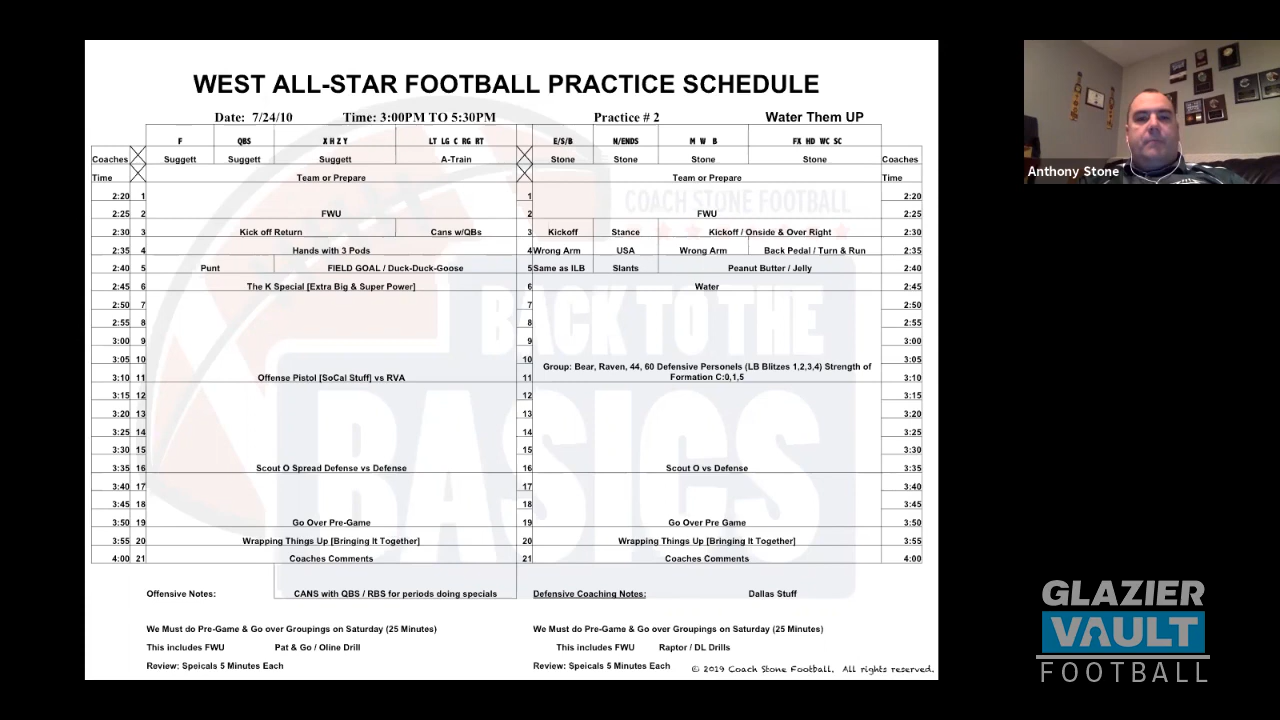 WEST ALL-STAR FOOTBALL PRACTICE SCHEDULE
Date: 7/24/10 Time: 3:00PM TO 5:30PM Practice # 2 Water Them UP
F QBS X H Z Y LT LG C RG RT E/S/B N/ENDS M W B FX HD WC SC
Coaches Suggett Suggett Suggett A-Train Stone Stone Stone Stone Coaches
Time Team or Prepare Team or Prepare Time
2:20 1 1 2:20
2:25 2 FWU 2 FWU 2:25
2:30 3 Kick off Return Cans w/QBs 3 Kickoff Stance Kickoff / Onside & Over Right 2:30
2:35 4 Hands with 3 Pods 4 Wrong Arm USA Wrong Arm Back Pedal / Turn & Run 2:35
2:40 5 Punt FIELD GOAL / Duck-Duck-Goose 5 Same as ILB Slants Peanut Butter / Jelly 2:40
2:45 6 The K Special [Extra Big & Super Power] 6 Water 2:45
2:50 7 7 2:50
2:55 8 8 2:55
3:00 9 9 3:00
3:05 10 10 3:05
Group: Bear, Raven, 44, 60 Defensive Personels (LB Blitzes 1,2,3,4) Strength of
3:10 11 Offense Pistol [SoCal Stuff] vs RVA 11 Formation C:0,1,5 3:10
3:15 12 12 3:15
3:20 13 13 3:20
3:25 14 14 3:25
3:30 15 15 3:30
3:35 16 Scout O Spread Defense vs Defense 16 Scout O vs Defense 3:35
3:40 17 17 3:40
3:45 18 18 3:45
3:50 19 Go Over Pre-Game 19 Go Over Pre Game 3:50
3:55 20 Wrapping Things Up [Bringing It Together] 20 Wrapping Things Up [Bringing It Together] 3:55
4:00 21 Coaches Comments 21 Coaches Comments 4:00
Offensive Notes: CANS with QBS / RBS for periods doing specials Defensive Coaching Notes: Dallas Stuff
We Must do Pre-Game & Go over Groupings on Saturday (25 Minutes) We Must do Pre-Game & Go over Groupings on Saturday (25 Minutes)
This includes FWU Pat & Go / Oline Drill This includes FWU Raptor / DL Drills
Review: Speicals 5 Minutes Each Review: Speicals 5 Minutes Each © 2019 Coach Stone Football. All rights reserved.
COACH STONE FOOTBALL
BACK TO THE
BASICS
Anthony Stone
GLAZIER
VAULT
FOOTBALL